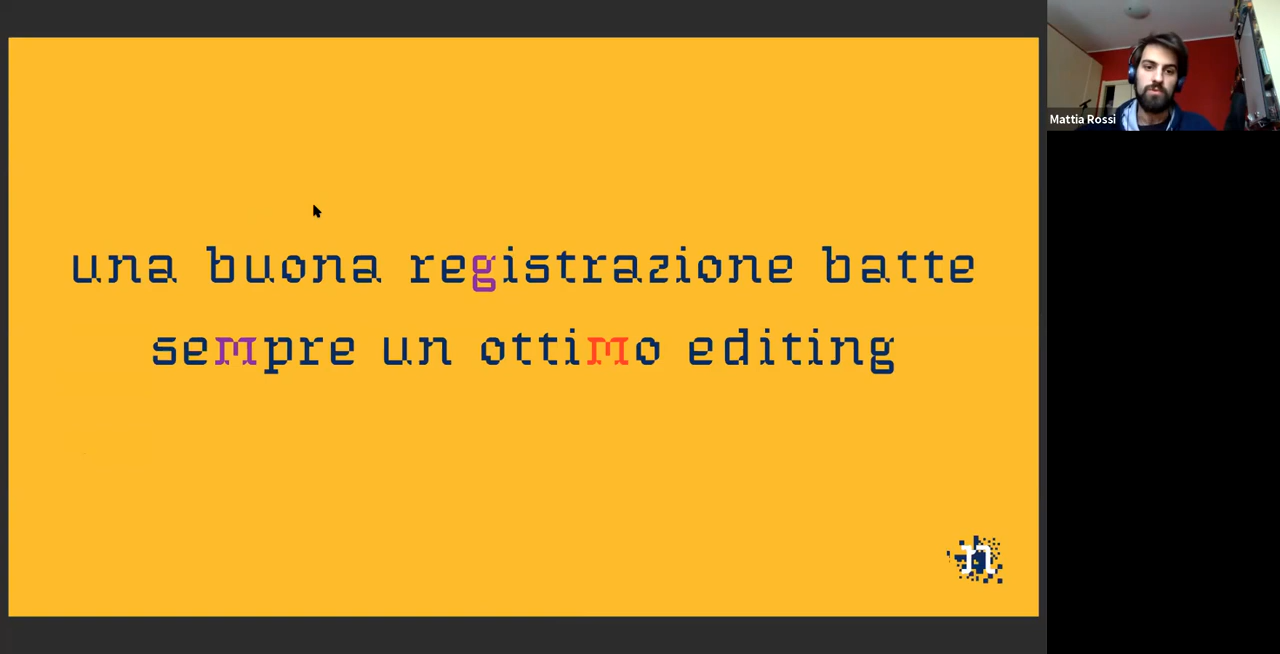 una buona registrazione batte
sempre un ottimo editing
n
Mattia Rossi